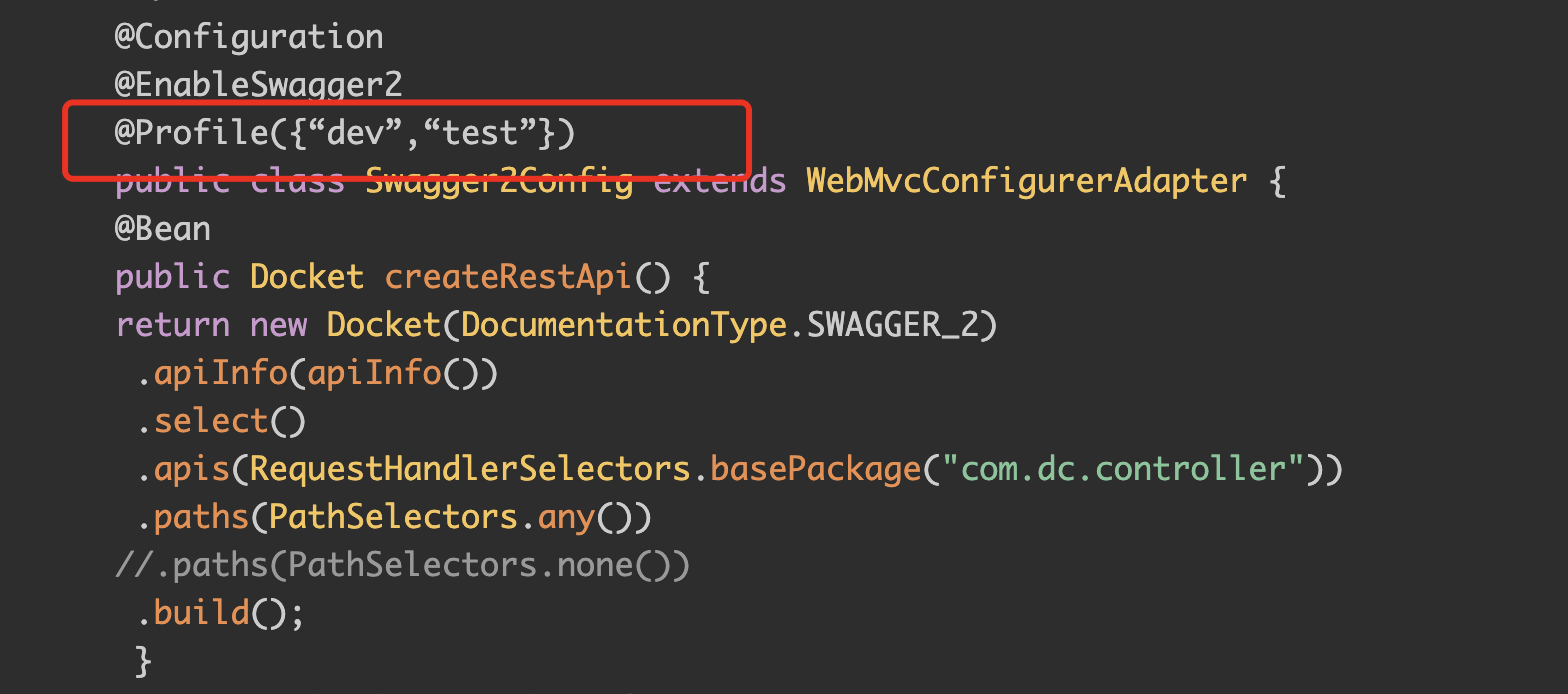 @Configuration
@EnableSwagger2
@Profile({“dev”,“test”})
public class Swagger2Config extends WebMvcConfigurerAdapter {
@Bean
public Docket createRestApi() {
return new Docket(DocumentationType.SWAGGER_2)
.apiInfo(apiInfo())
.select()
.apis(RequestHandlerSelectors.basePackage("com.dc.controller"))
.paths(PathSelectors.any())
//.paths(PathSelectors.none())
.build();
}